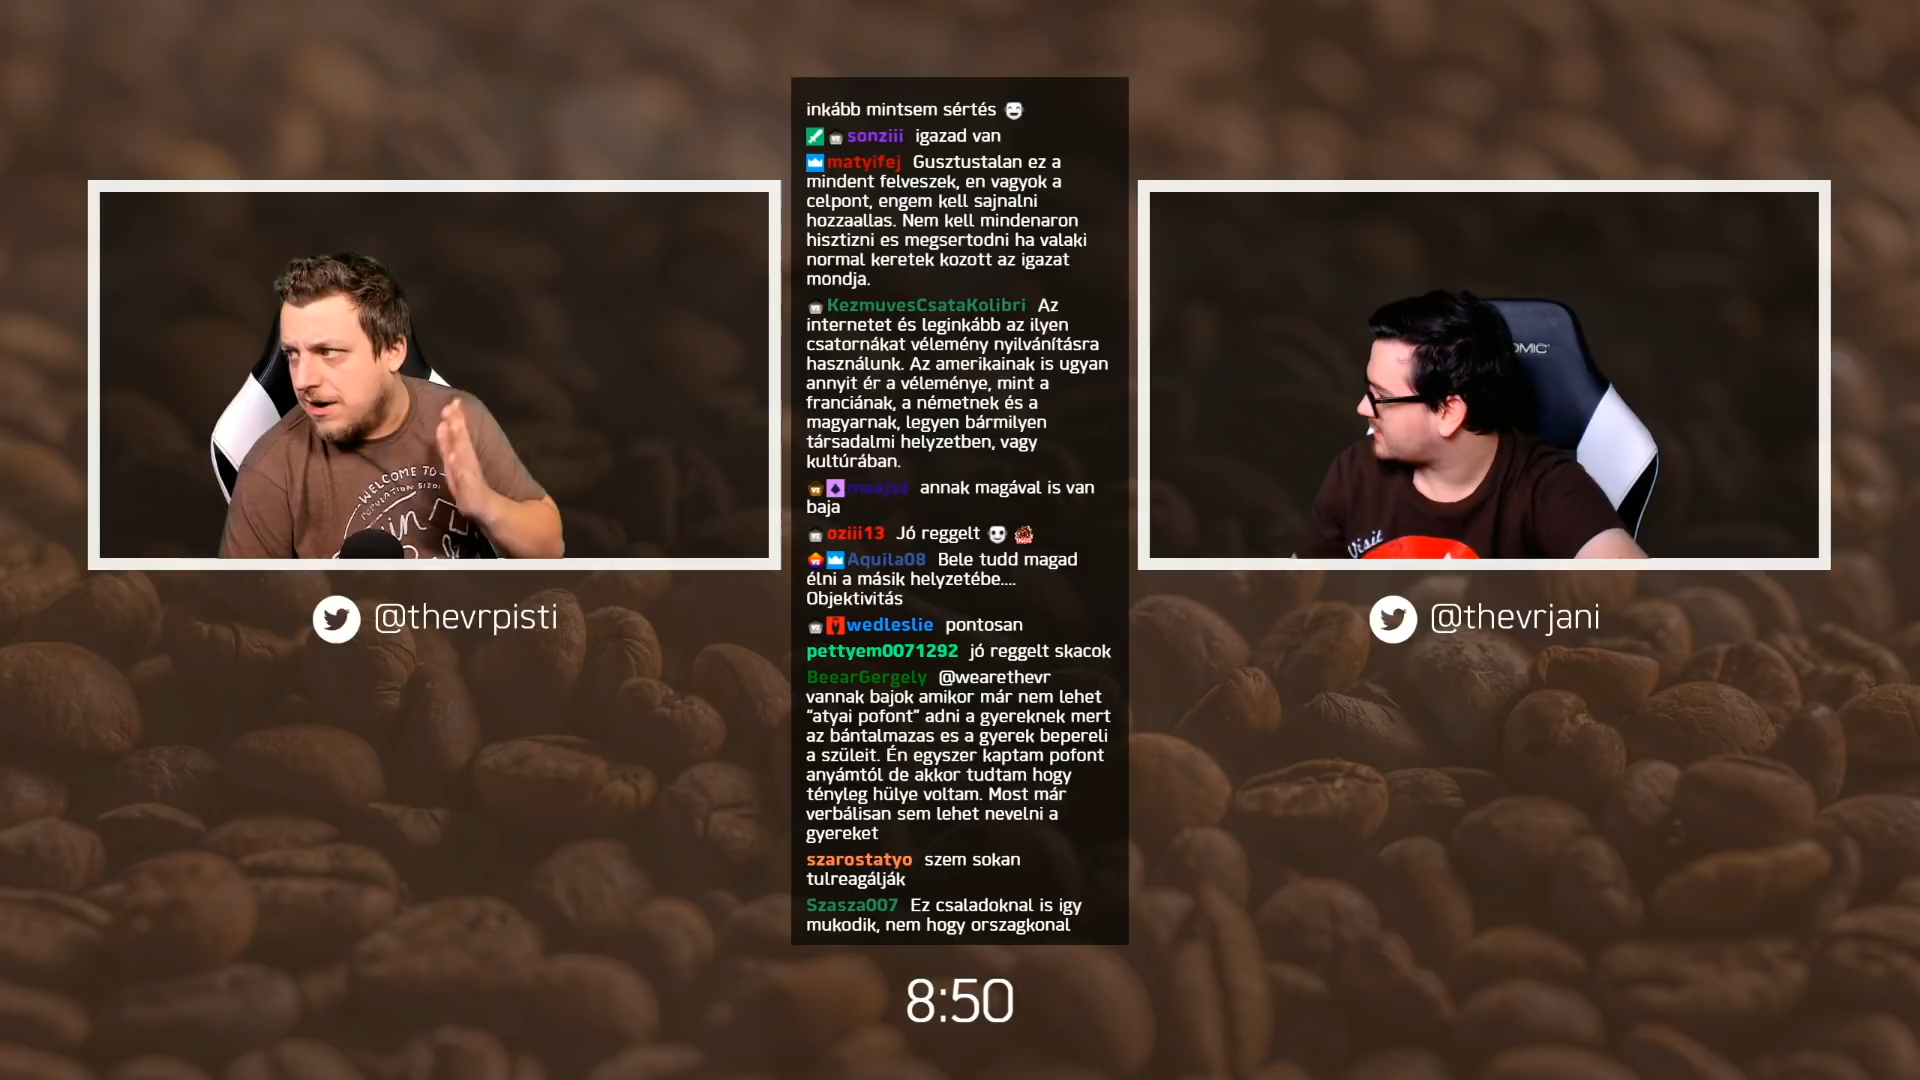 inkább mintsem sértés
sonziii igazad van
matyifej Gusztustalan ez a
mindent felveszek, en vagyok a
celpont, engem kell sajnalni
hozzaallas. Nem kell mindenaron
hisztizni es megsertodni ha valaki
normal keretek kozott az igazat
mondja.
KezmuvesCsataKolibri Az
internetet és leginkább az ilyen
csatornákat vélemény nyilvánításra
használunk. Az amerikainak is ugyan
annyit ér a véleménye, mint a
franciának, a németnek és a
magyarnak, legyen bármilyen
társadalmi helyzetben, vagy
kultúrában.
maajsz annak magával is van
baja
oziii13 Jó reggelt
Aquila08 Bele tudd magad
élni a másik helyzetébe....
Objektivitás
wedleslie pontosan
pettyem0071292 jó reggelt skacok
BeearGergely @wearethevr
vannak bajok amikor már nem lehet
“atyai pofont” adni a gyereknek mert
az bántalmazas es a gyerek bepereli
a szüleit. Én egyszer kaptam pofont
anyámtól de akkor tudtam hogy
tényleg hülye voltam. Most már
verbálisan sem lehet nevelni a
gyereket
szarostatyo szem sokan
tulreagálják
Szasza007 Ez csaladoknal is igy
mukodik, nem hogy orszagkonal
WELCOME TO
@thevrpisti
Visit
@thevrjani
8:50